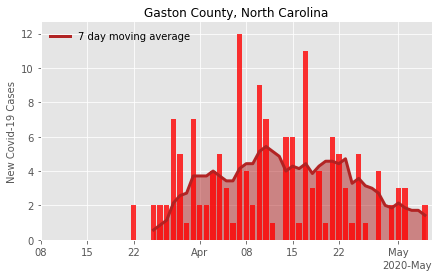 Gaston County, North Carolina
7 day moving average
New Covid-19 Cases
12
10
8
6
4
2
0
08 15 22 Apr 08 15 22 May
2020-May